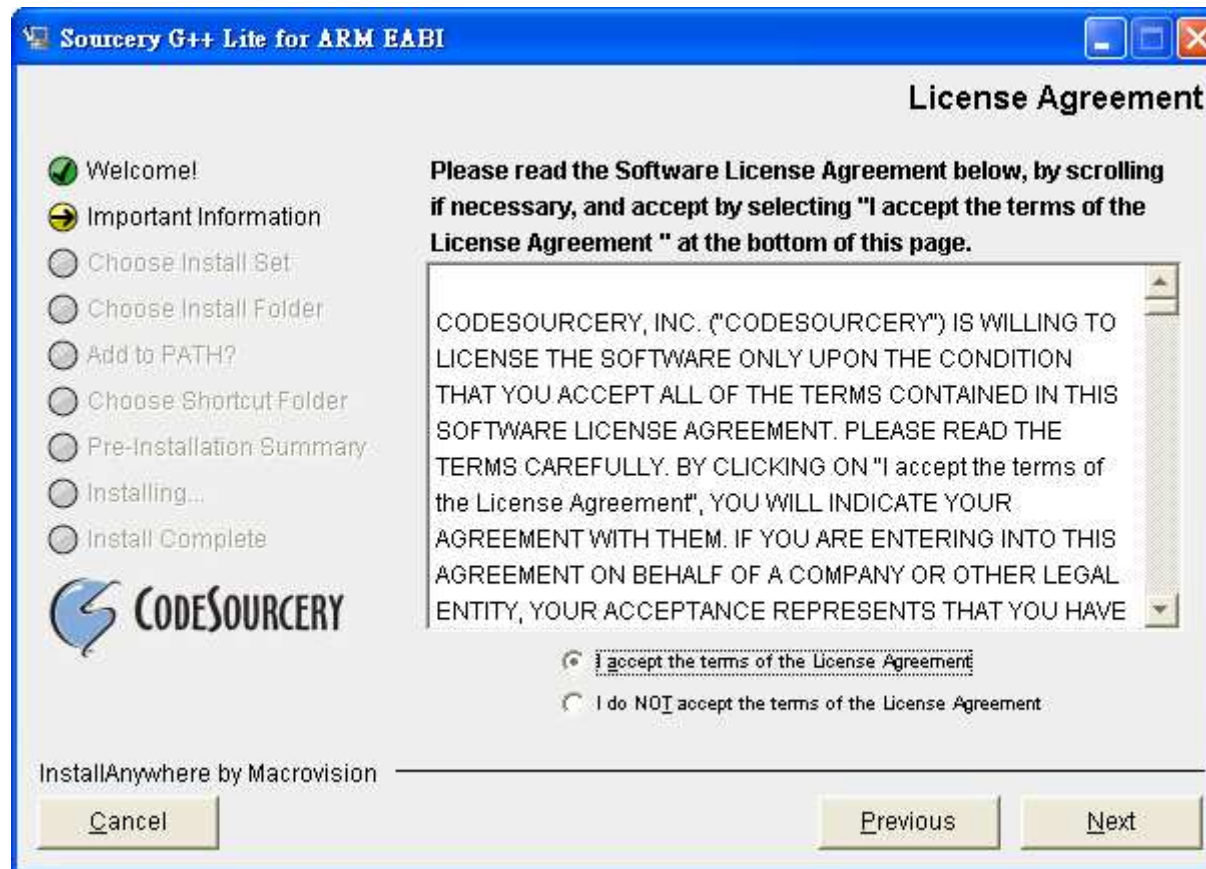 Sourcery G++ Lite for ARM EABI
License Agreement
Welcome!
Important Information
Choose Install Set
Choose Install Folder
Add to PATH?
Choose Shortcut Folder
Pre-Installation Summary
Installing...
Install Complete
CODESOURCERY
Please read the Software License Agreement below, by scrolling
if necessary, and accept by selecting "I accept the terms of the
License Agreement " at the bottom of this page.
CODESOURCERY, INC. ("CODESOURCERY") IS WILLING TO
LICENSE THE SOFTWARE ONLY UPON THE CONDITION
THAT YOU ACCEPT ALL OF THE TERMS CONTAINED IN THIS
SOFTWARE LICENSE AGREEMENT. PLEASE READ THE
TERMS CAREFULLY. BY CLICKING ON "I accept the terms of
the License Agreement", YOU WILL INDICATE YOUR
AGREEMENT WITH THEM. IF YOU ARE ENTERING INTO THIS
AGREEMENT ON BEHALF OF A COMPANY OR OTHER LEGAL
ENTITY, YOUR ACCEPTANCE REPRESENTS THAT YOU HAVE
I accept the terms of the License Agreement
I do NOT accept the terms of the License Agreement
InstallAnywhere by Macrovision
Cancel
Previous
Next